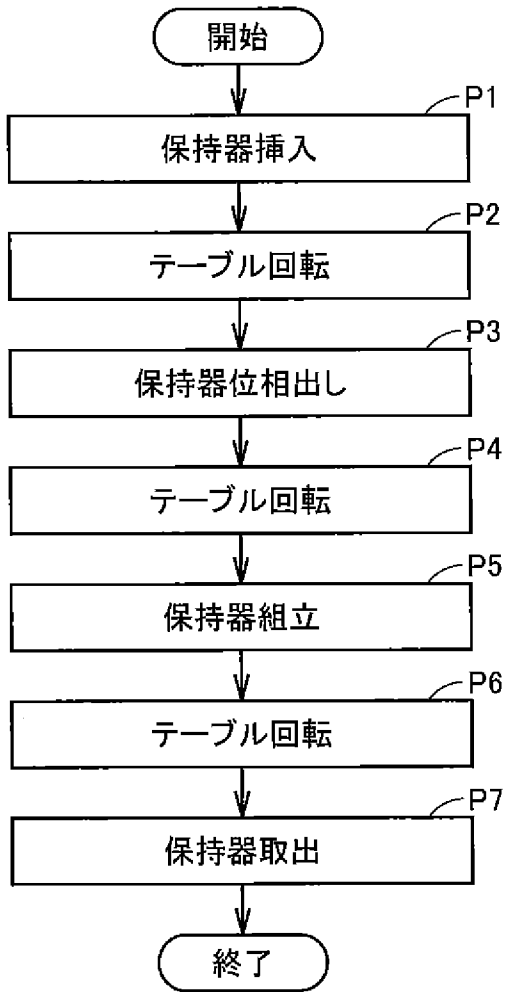 開始
P1
保持器挿入
P2
テーブル回転
P3
保持器位相出し
P4
テーブル回転
P5
保持器組立
P6
テーブル回転
P7
保持器取出
終了